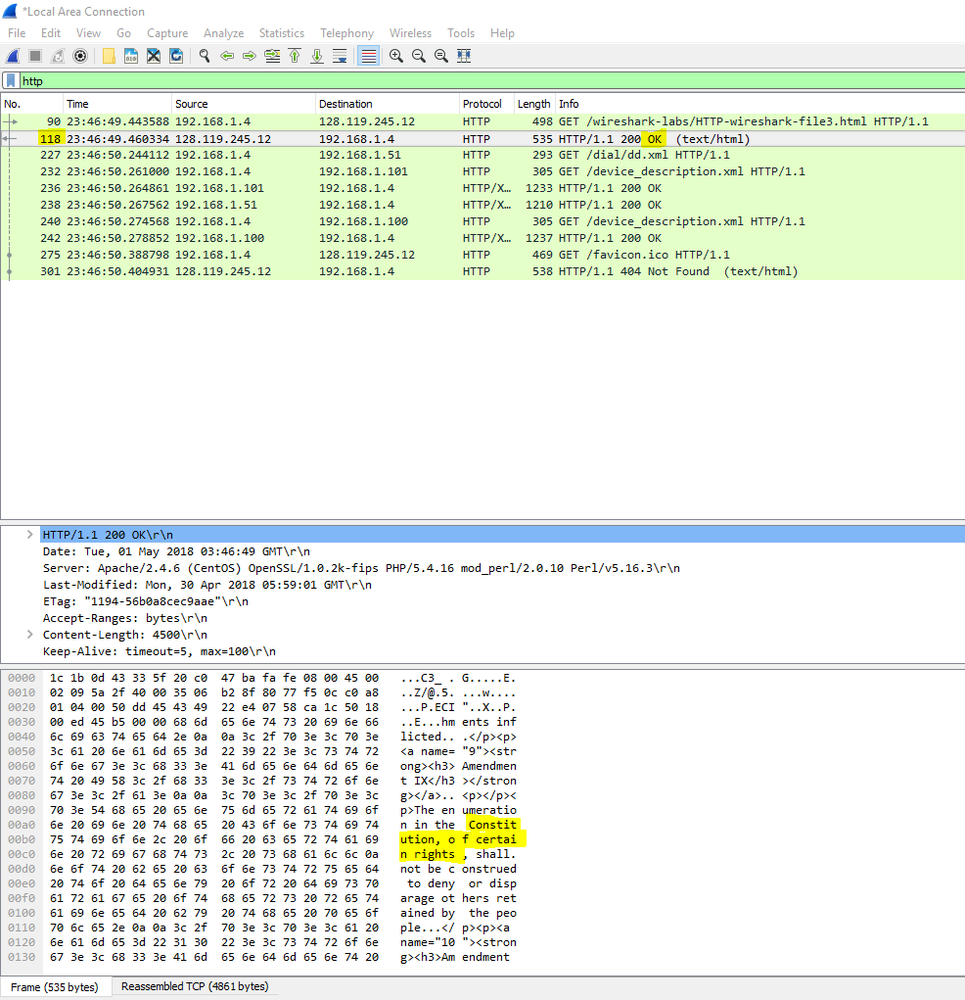 *Local Area Connection
File Edit View Go Capture Analyze Statistics Telephony Wireless Tools Help
http
No. Time Source Destination Protocol Length Info
90 23:46:49.443588 192.168.1.4 128.119.245.12 HTTP 498 GET /wireshark-labs/HTTP-wireshark-file3.html HTTP/1.1
118 23:46:49.460334 128.119.245.12 192.168.1.4 HTTP 535 HTTP/1.1 200 OK (text/html)
227 23:46:50.244112 192.168.1.4 192.168.1.51 HTTP 293 GET /dial/dd.xml HTTP/1.1
232 23:46:50.261000 192.168.1.4 192.168.1.101 HTTP 305 GET /device_description.xml HTTP/1.1
236 23:46:50.264861 192.168.1.101 192.168.1.4 HTTP/X… 1233 HTTP/1.1 200 OK
238 23:46:50.267562 192.168.1.51 192.168.1.4 HTTP/X… 1210 HTTP/1.1 200 OK
240 23:46:50.274568 192.168.1.4 192.168.1.100 HTTP 305 GET /device_description.xml HTTP/1.1
242 23:46:50.278852 192.168.1.100 192.168.1.4 HTTP/X… 1237 HTTP/1.1 200 OK
275 23:46:50.388798 192.168.1.4 128.119.245.12 HTTP 469 GET /favicon.ico HTTP/1.1
301 23:46:50.404931 128.119.245.12 192.168.1.4 HTTP 538 HTTP/1.1 404 Not Found (text/html)
HTTP/1.1 200 OK\r\n
Date: Tue, 01 May 2018 03:46:49 GMT\r\n
Server: Apache/2.4.6 (CentOS) OpenSSL/1.0.2k-fips PHP/5.4.16 mod_perl/2.0.10 Perl/v5.16.3\r\n
Last-Modified: Mon, 30 Apr 2018 05:59:01 GMT\r\n
ETag: "1194-56b0a8cec9aae"\r\n
Accept-Ranges: bytes\r\n
Content-Length: 4500\r\n
Keep-Alive: timeout=5, max=100\r\n
0000 1c 1b 0d 43 33 5f 20 c0 47 ba fa fe 08 00 45 00 ...C3_ . G.....E.
0010 02 09 5a 2f 40 00 35 06 b2 8f 80 77 f5 0c c0 a8 ..Z/@.5. ...w....
0020 01 04 00 50 dd 45 43 49 22 e4 07 58 ca 1c 50 18 ...P.ECI "..X..P.
0030 00 ed 45 b5 00 00 68 6d 65 6e 74 73 20 69 6e 66 ..E...hm ents inf
0040 6c 69 63 74 65 64 2e 0a 0a 3c 2f 70 3e 3c 70 3e licted.. .</p><p>
0050 3c 61 20 6e 61 6d 65 3d 22 39 22 3e 3c 73 74 72 <a name= "9"><str
0060 6f 6e 67 3e 3c 68 33 3e 41 6d 65 6e 64 6d 65 6e ong><h3> Amendmen
0070 74 20 49 58 3c 2f 68 33 3e 3c 2f 73 74 72 6f 6e t IX</h3 ></stron
0080 67 3e 3c 2f 61 3e 0a 0a 3c 70 3e 3c 2f 70 3e 3c g></a>.. <p></p><
0090 70 3e 54 68 65 20 65 6e 75 6d 65 72 61 74 69 6f p>The en umeratio
00a0 6e 20 69 6e 20 74 68 65 20 43 6f 6e 73 74 69 74 n in the Constit
00b0 75 74 69 6f 6e 2c 20 6f 66 20 63 65 72 74 61 69 ution, o f certai
00c0 6e 20 72 69 67 68 74 73 2c 20 73 68 61 6c 6c 0a n rights , shall.
00d0 6e 6f 74 20 62 65 20 63 6f 6e 73 74 72 75 65 64 not be c onstrued
00e0 20 74 6f 20 64 65 6e 79 20 6f 72 20 64 69 73 70 to deny or disp
00f0 61 72 61 67 65 20 6f 74 68 65 72 73 20 72 65 74 arage ot hers ret
0100 61 69 6e 65 64 20 62 79 20 74 68 65 20 70 65 6f ained by the peo
0110 70 6c 65 2e 0a 0a 3c 2f 70 3e 3c 70 3e 3c 61 20 ple...</ p><p><a
0120 6e 61 6d 65 3d 22 31 30 22 3e 3c 73 74 72 6f 6e name="10 "><stron
0130 67 3e 3c 68 33 3e 41 6d 65 6e 64 6d 65 6e 74 20 g><h3>Am endment
Frame (535 bytes) Reassembled TCP (4861 bytes)